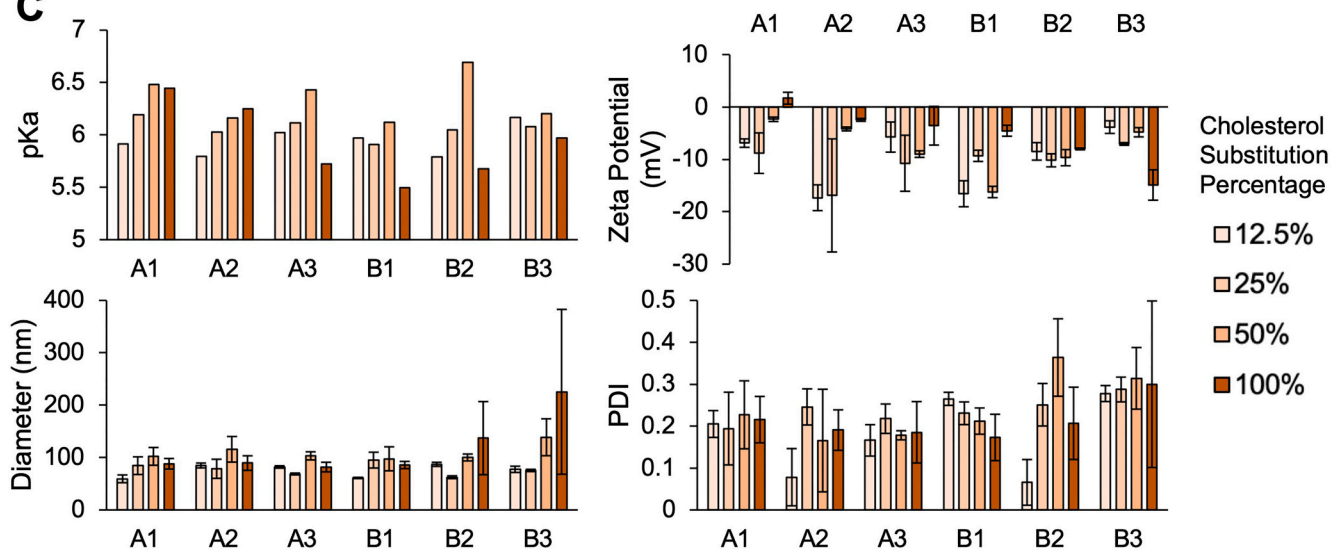 C
pKa
7
6.5
6
5.5
5
A1 A2 A3 B1 B2 B3
A1 A2 A3 B1 B2 B3
Zeta Potential
(mV)
10
0
-10
-20
-30
Diameter (nm)
400
300
200
100
0
A1 A2 A3 B1 B2 B3
PDI
0.5
0.4
0.3
0.2
0.1
0
A1 A2 A3 B1 B2 B3
Cholesterol
Substitution
Percentage
12.5%
25%
50%
100%